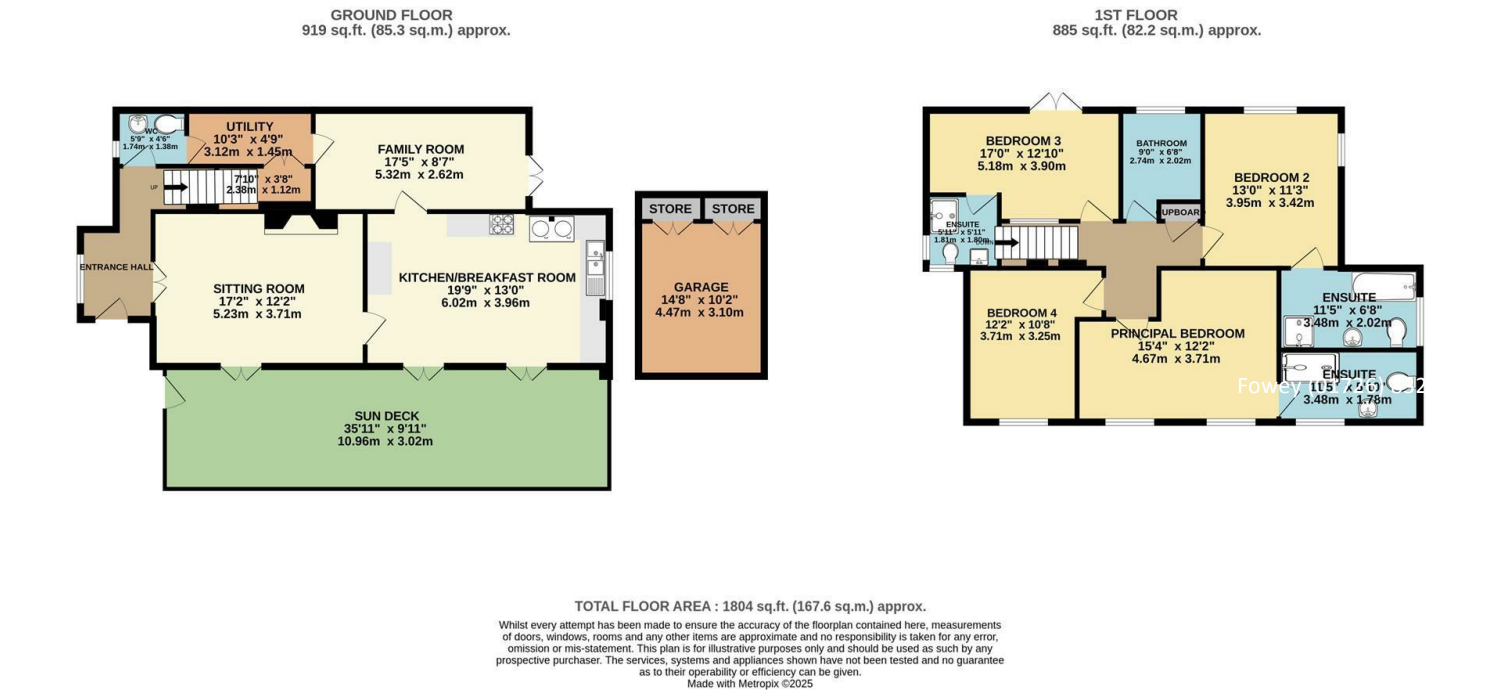 GROUND FLOOR
919 sq.ft. (85.3 sq.m.) approx.
1ST FLOOR
885 sq.ft. (82.2 sq.m.) approx.
WC
5'9" x 4'6"
1.74m x 1.38m
UTILITY
10'3" x 4'9"
3.12m x 1.45m
7'10" x 3'8"
2.38m x 1.12m
UP
FAMILY ROOM
17'5" x 8'7"
5.32m x 2.62m
ENTRANCE HALL
SITTING ROOM
17'2" x 12'2"
5.23m x 3.71m
KITCHEN/BREAKFAST ROOM
19'9" x 13'0"
6.02m x 3.96m
SUN DECK
35'11" x 9'11"
10.96m x 3.02m
STORE
STORE
GARAGE
14'8" x 10'2"
4.47m x 3.10m
BEDROOM 3
17'0" x 12'10"
5.18m x 3.90m
BATHROOM
9'0" x 6'8"
2.74m x 2.02m
BEDROOM 2
13'0" x 11'3"
3.95m x 3.42m
UPBOAR
ENSUITE
5'11" x 5'11"
1.81m x 1.80m
DOWN
BEDROOM 4
12'2" x 10'8"
3.71m x 3.25m
PRINCIPAL BEDROOM
15'4" x 12'2"
4.67m x 3.71m
ENSUITE
11'5" x 6'8"
3.48m x 2.02m
ENSUITE
3.48m x 1.78m
Fowey (01726) 832
TOTAL FLOOR AREA : 1804 sq.ft. (167.6 sq.m.) approx.
Whilst every attempt has been made to ensure the accuracy of the floorplan contained here, measurements
of doors, windows, rooms and any other items are approximate and no responsibility is taken for any error,
omission or mis-statement. This plan is for illustrative purposes only and should be used as such by any
prospective purchaser. The services, systems and appliances shown have not been tested and no guarantee
as to their operability or efficiency can be given.
Made with Metropix ©2025